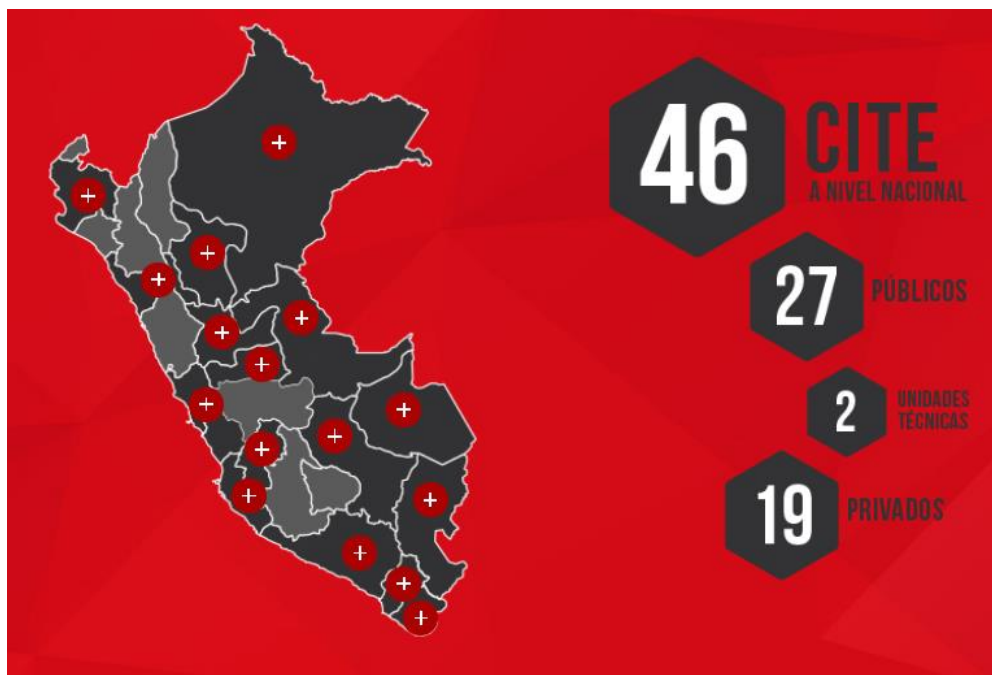 46
CITE
A NIVEL NACIONAL
27
PÚBLICOS
2
UNIDADES
TÉCNICAS
19
PRIVADOS